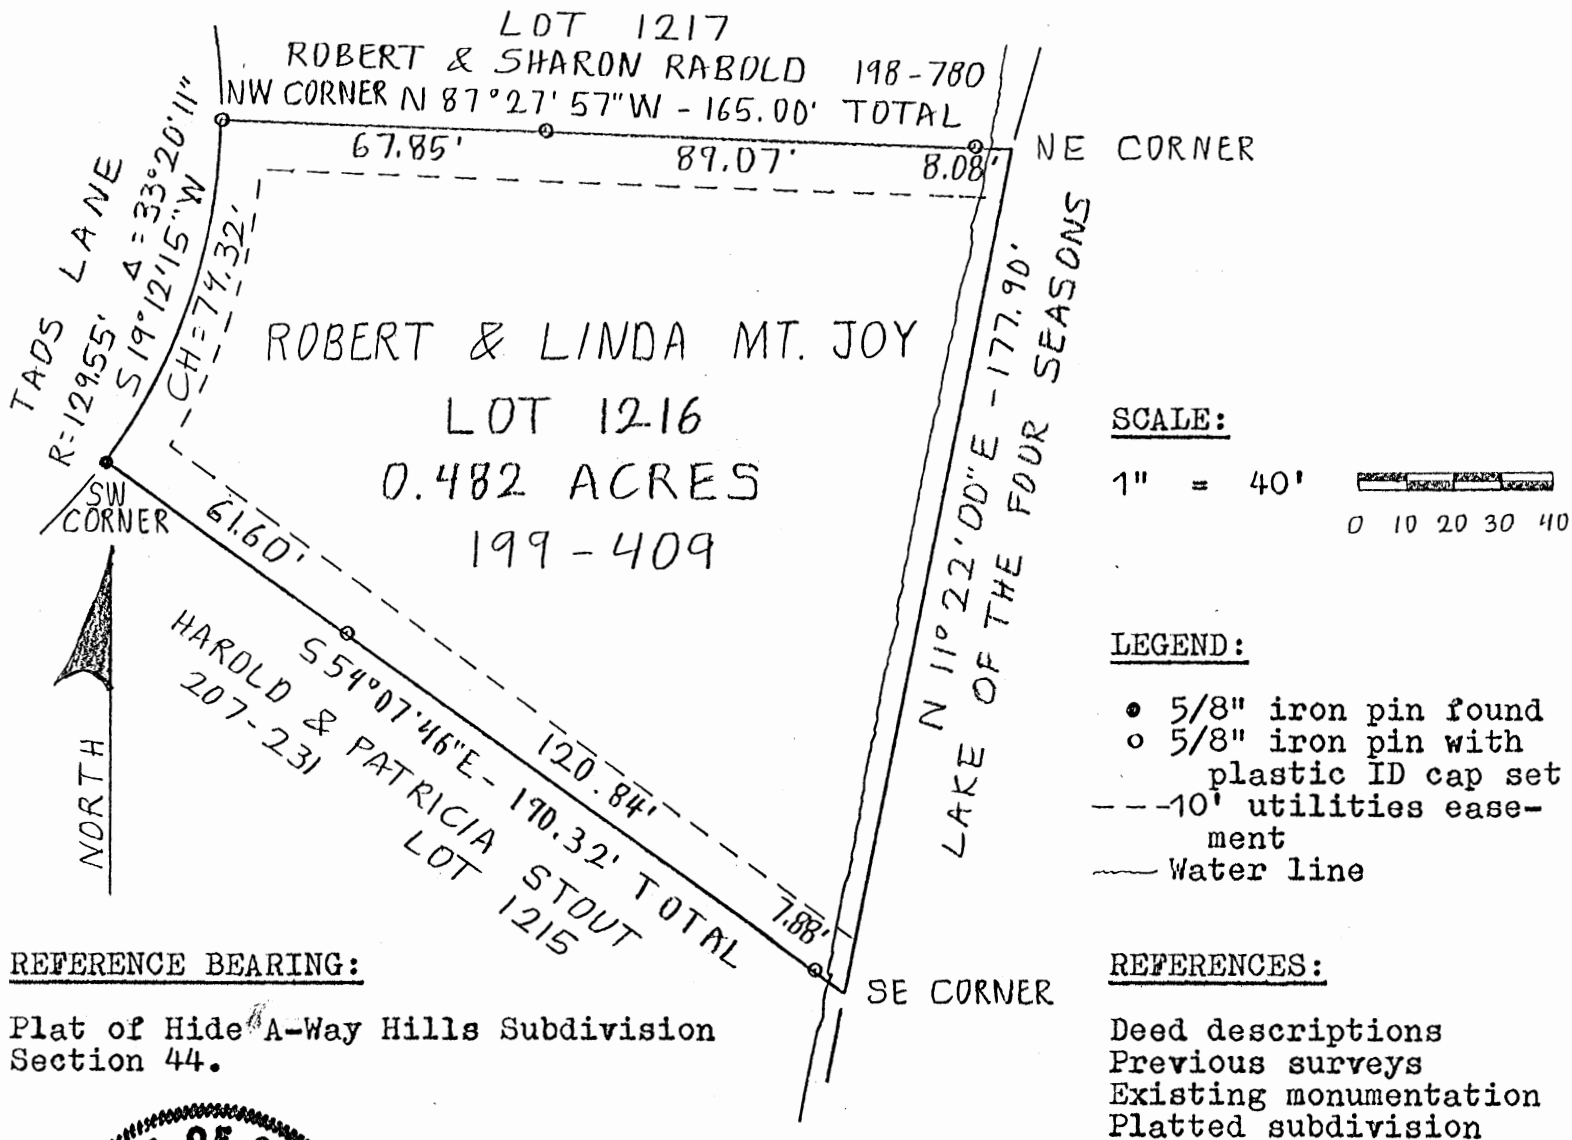 LOT 1217
ROBERT & SHARON RABOLD 198-780
NW CORNER N 87°27'57"W - 165.00' TOTAL
67.85'
89.07'
8.08'
NE CORNER
TADS LANE
R=129.55' Δ=33°20'11"
S 19°12'15"W
CH=74.32'
ROBERT & LINDA MT. JOY
LOT 1216
0.482 ACRES
199-409
N 11°22'00"E - 177.90'
LAKE OF THE FOUR SEASONS
SW
CORNER
61.60'
120.84'
7.88'
S 54°07'46"E - 190.32' TOTAL
HAROLD & PATRICIA STOUT
207-231
LOT 1215
SE CORNER
NORTH
SCALE:
1" = 40'
0 10 20 30 40
LEGEND:
5/8" iron pin found
5/8" iron pin with
plastic ID cap set
10' utilities ease-
ment
Water line
REFERENCE BEARING:
Plat of Hide A-Way Hills Subdivision
Section 44.
REFERENCES:
Deed descriptions
Previous surveys
Existing monumentation
Platted subdivision